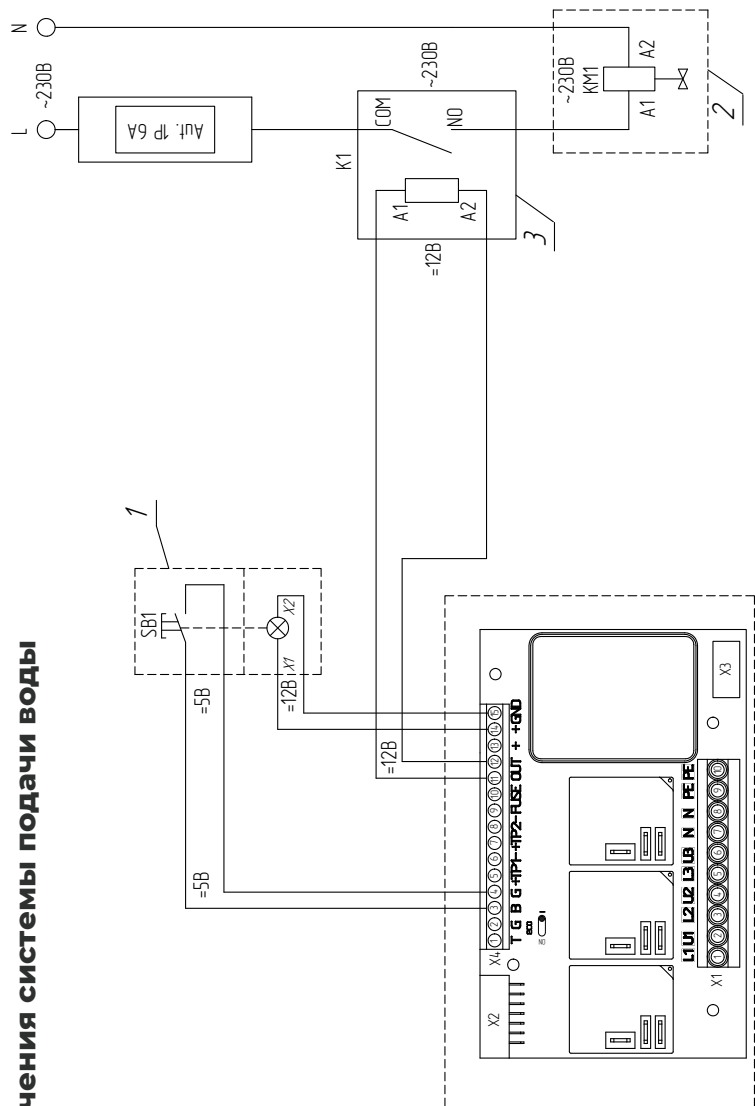 чения системы подачи воды
L
~230В
N
Aut. 1P 6A
1
SB1
=5В
X1
X2
=12В
K1
COM
~230В
NO
A1
A2
=12В
~230В
3
~230В
KM1
A1
A2
2
=5В
=12В
X2
X4
1 2 3 4 5 6 7 8 9 10 11 12 13 14 15
T G B G +TP1- +TP2- FUSE OUT + +GND
L1 U1 L2 U2 L3 U3 N N PE PE
1 2 3 4 5 6 7 8 9 10
X1
X3